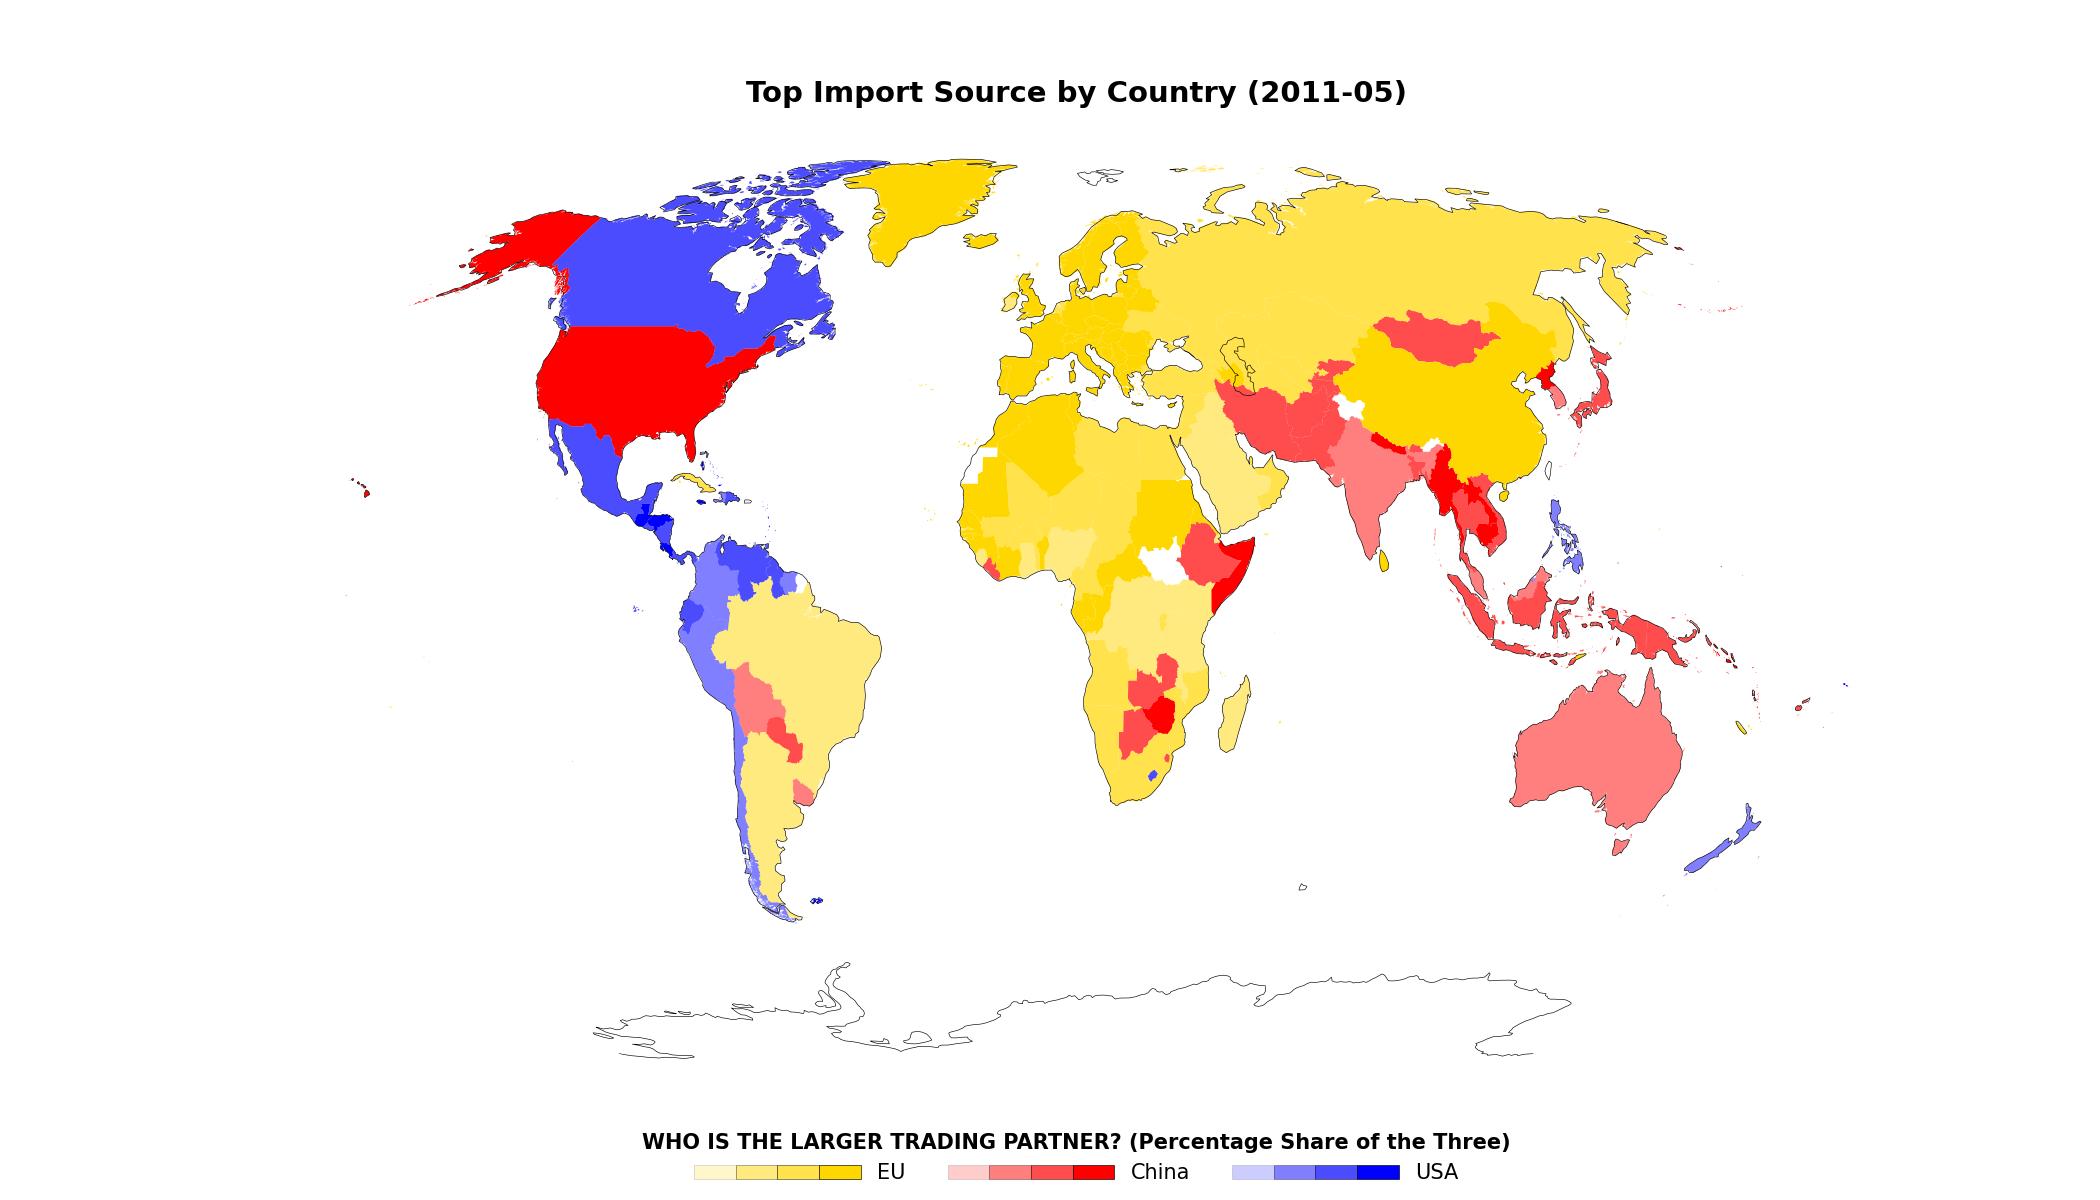 Top Import Source by Country (2011-05)
WHO IS THE LARGER TRADING PARTNER? (Percentage Share of the Three)
EU China USA